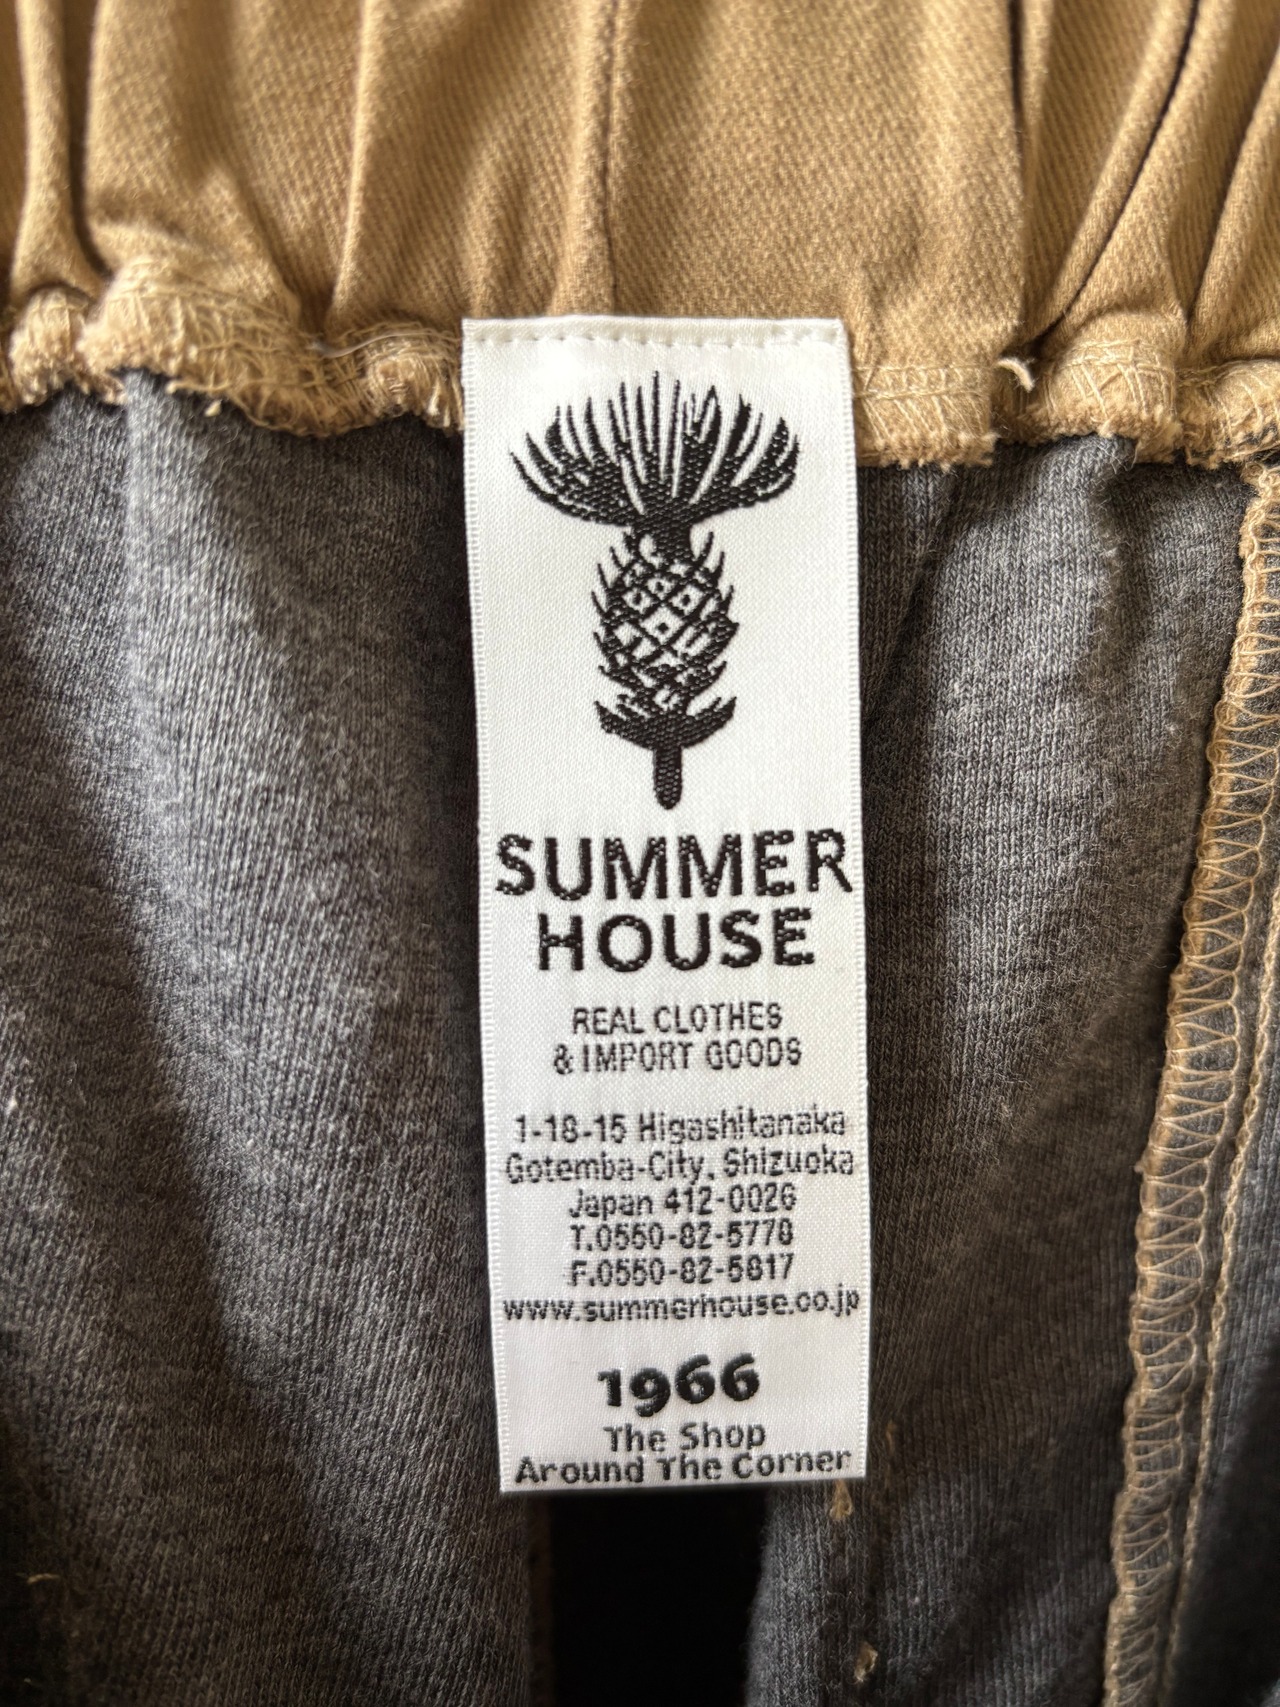 SUMMER
HOUSE
REAL CLOTHES
& IMPORT GOODS
1-18-15 Higashitanaka
Gotemba-City, Shizuoka
Japan 412-0026
T.0550-82-5778
F.0550-82-5817
www.summerhouse.co.jp
1966
The Shop
Around The Corner